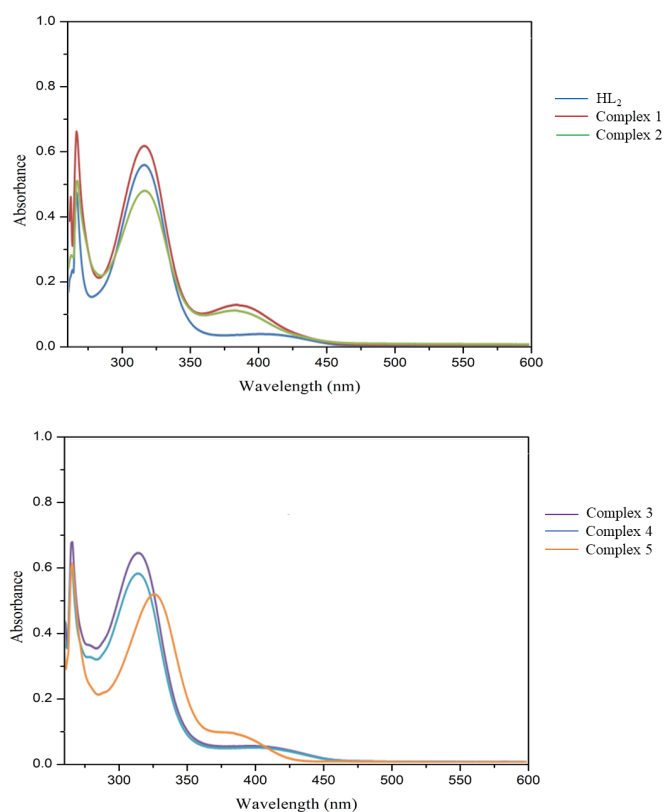 1.0
0.8
0.6
0.4
0.2
0.0
Absorbance
300
350
400
450
500
550
600
Wavelength (nm)
HL₂
Complex 1
Complex 2
1.0
0.8
0.6
0.4
0.2
0.0
Absorbance
300
350
400
450
500
550
600
Wavelength (nm)
Complex 3
Complex 4
Complex 5